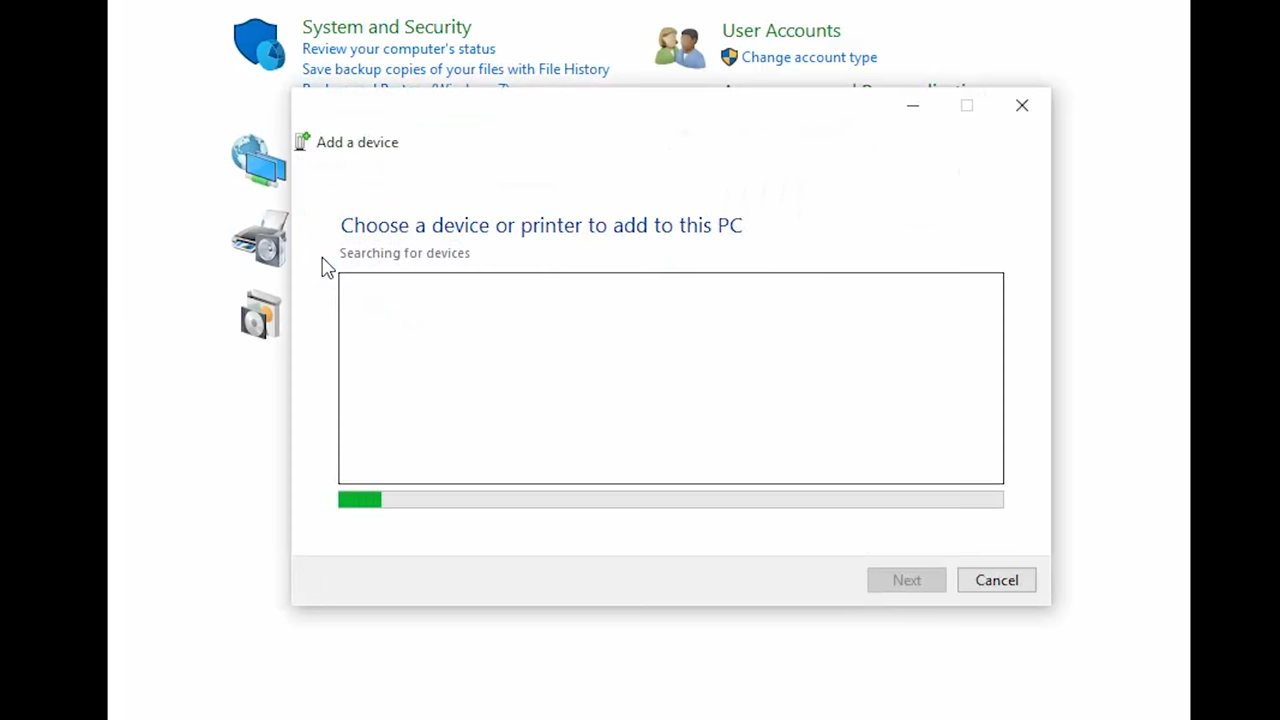 System and Security
Review your computer's status
Save backup copies of your files with File History
User Accounts
Change account type
Add a device
Choose a device or printer to add to this PC
Searching for devices
Next
Cancel